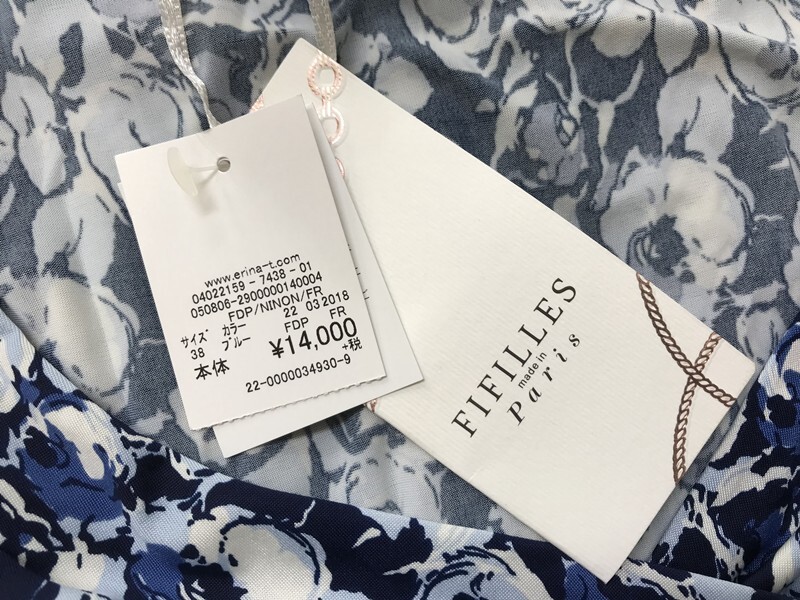 www.erina-t.com
04022159 - 7438 - 01
050806-2900000140004
FDP/NINON/FR
サイズ カラー 22 03 2018
38 ブルー FDP FR
本体 ¥14,000
+税
22-0000034930-9
FIFILLES
made in
Paris